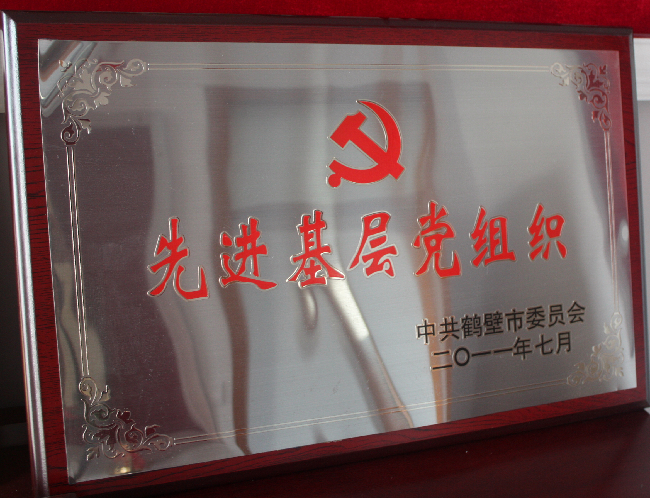 先进基层党组织
中共鹤壁市委员会
二〇一一年七月